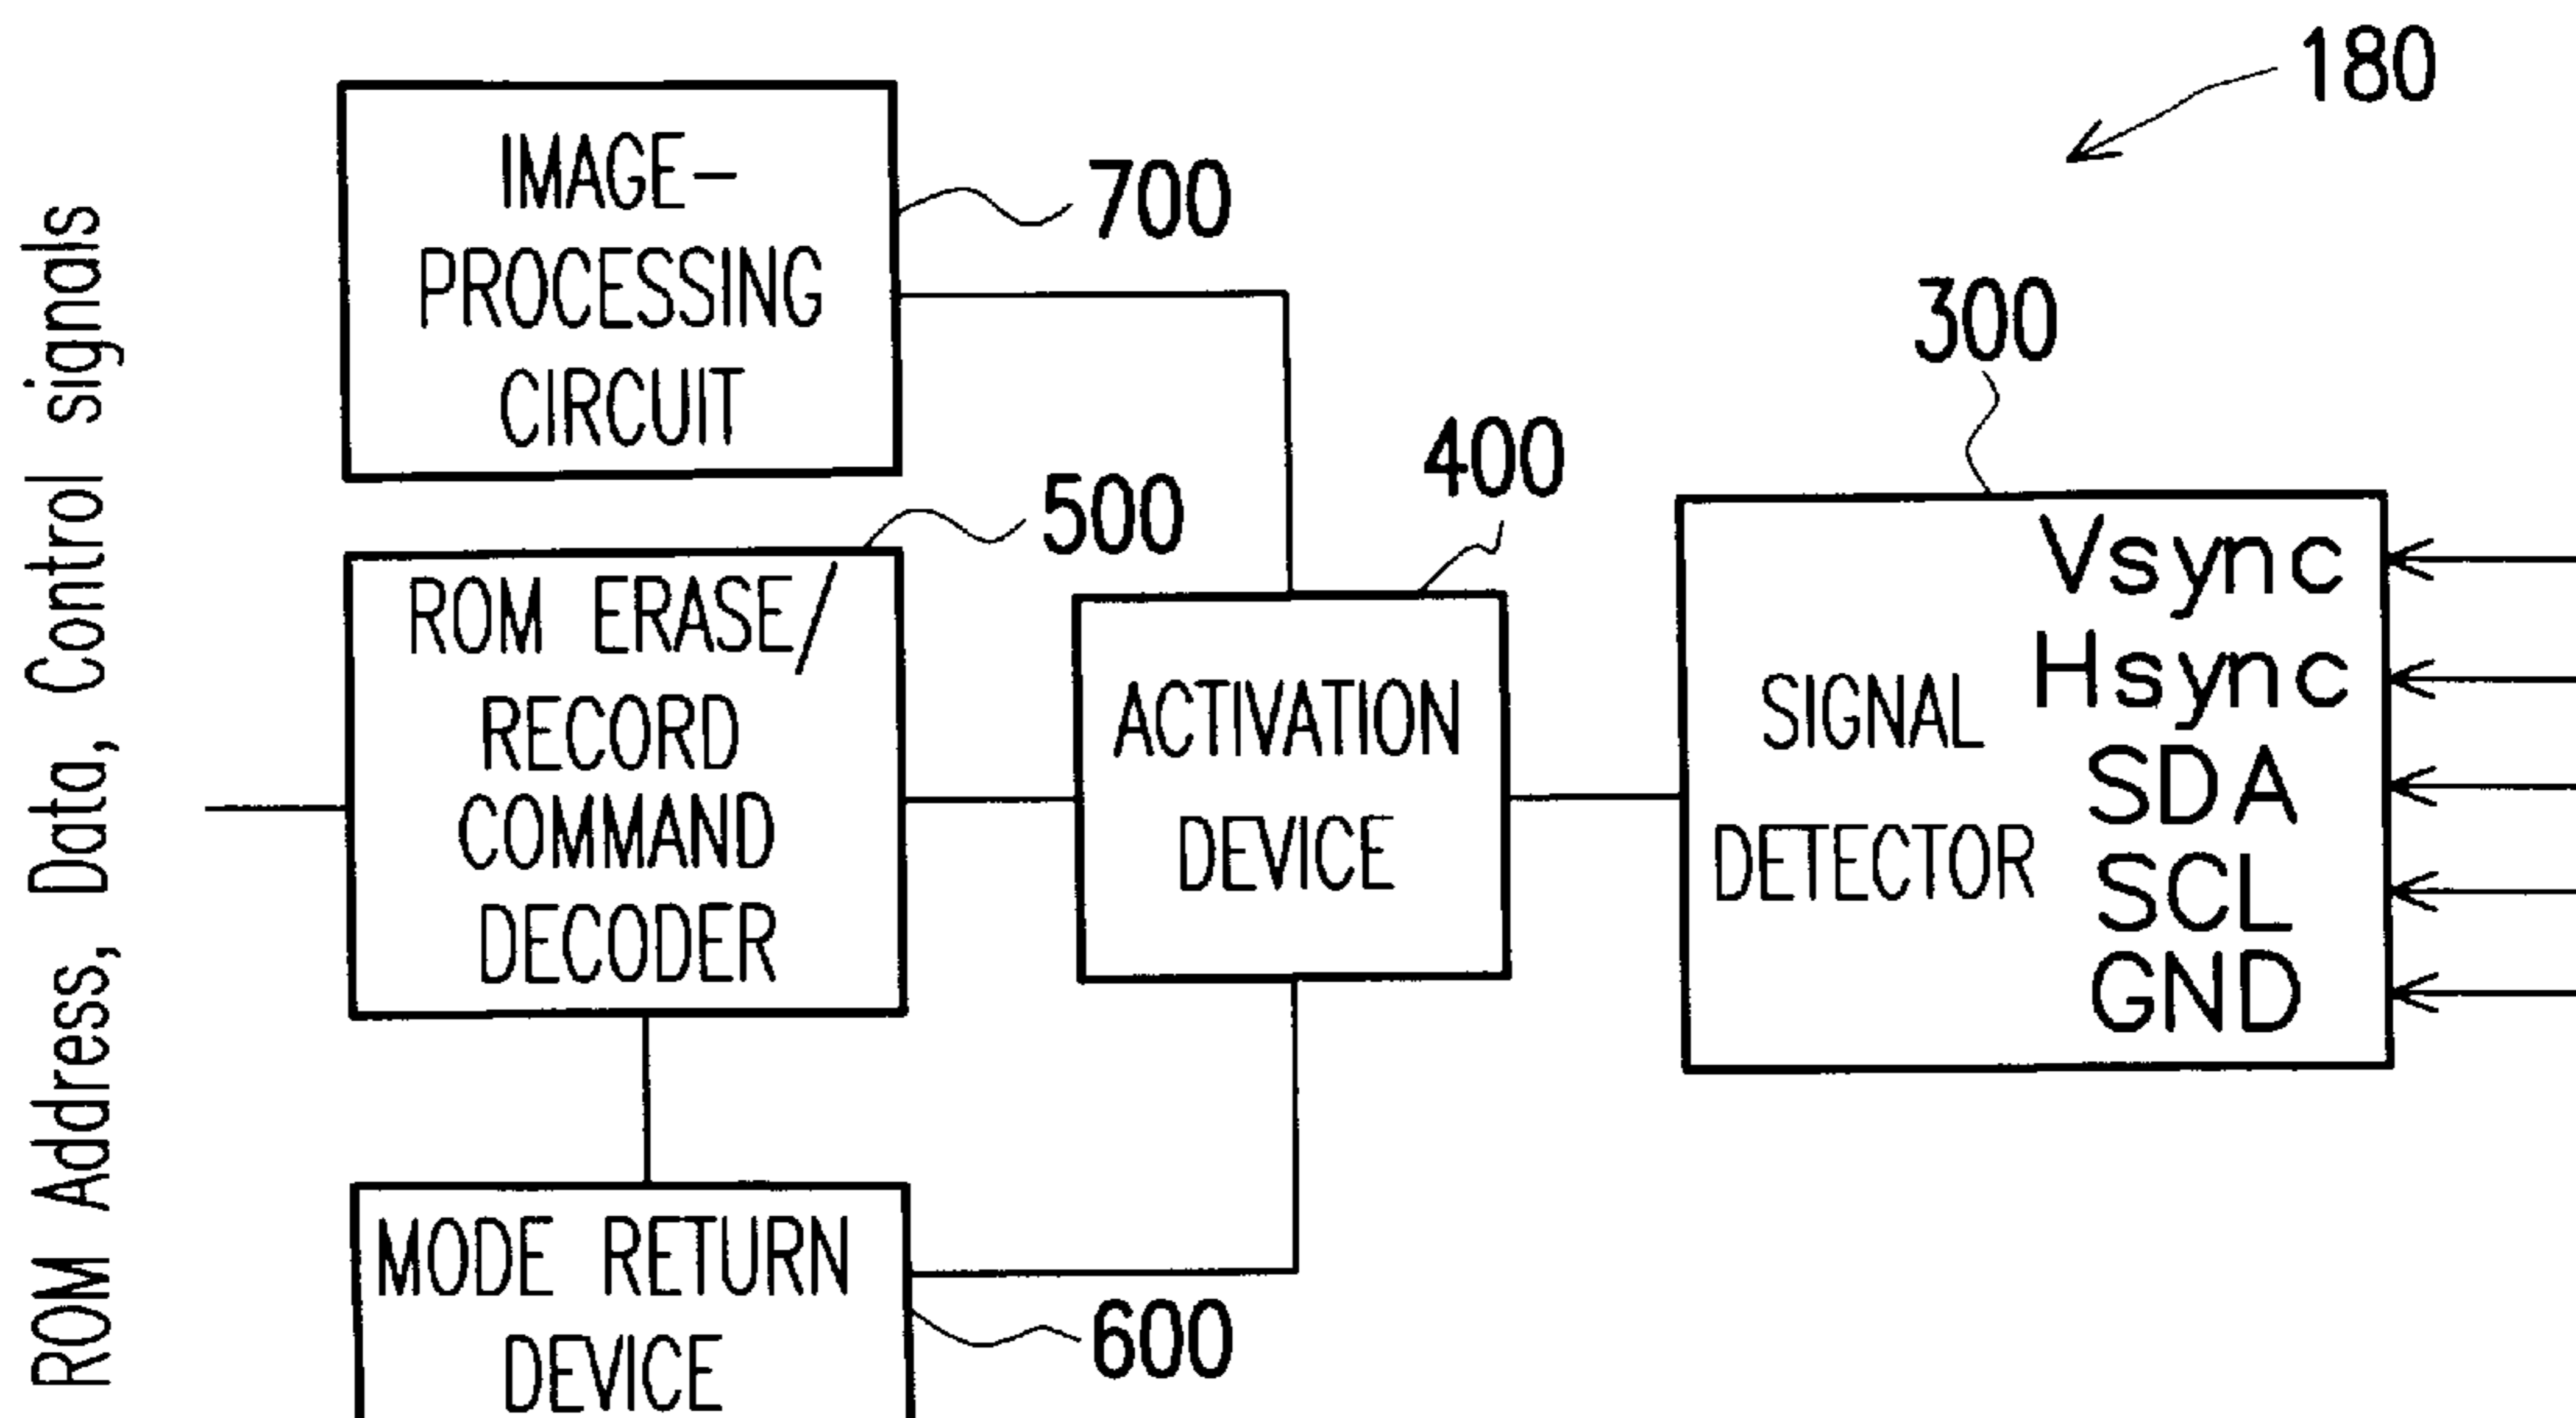 180
IMAGE-
PROCESSING
CIRCUIT
700
300
400
500
ROM ERASE/
RECORD
COMMAND
DECODER
ACTIVATION
DEVICE
SIGNAL
DETECTOR
Vsync
Hsync
SDA
SCL
GND
MODE RETURN
DEVICE
600
ROM Address, Data, Control signals